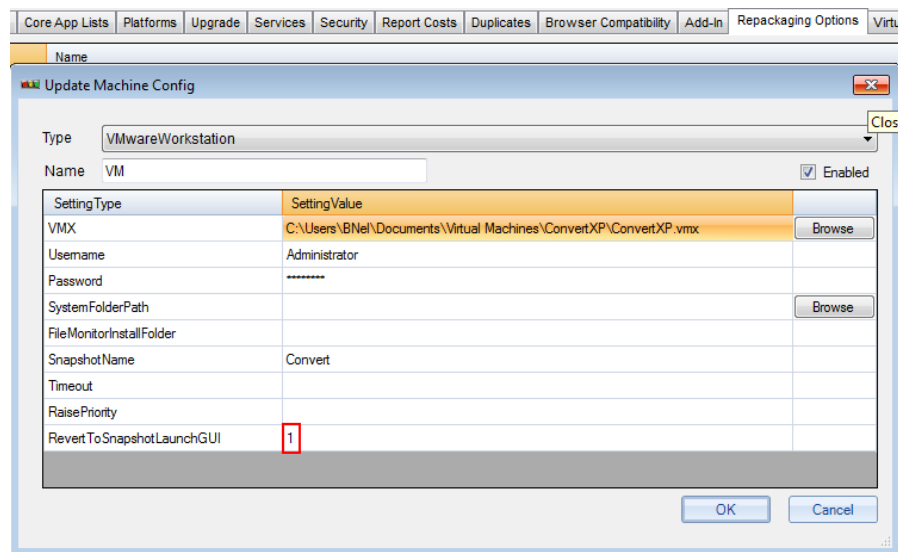 Core App Lists Platforms Upgrade Services Security Report Costs Duplicates Browser Compatibility Add-In Repackaging Options Virtu
Name
Update Machine Config
Clos
Type VMwareWorkstation
Name VM Enabled
SettingType SettingValue
VMX C:\Users\BNel\Documents\Virtual Machines\ConvertXP\ConvertXP.vmx Browse
Username Administrator
Password ********
SystemFolderPath Browse
FileMonitorInstallFolder
SnapshotName Convert
Timeout
RaisePriority
RevertToSnapshotLaunchGUI 1
OK Cancel